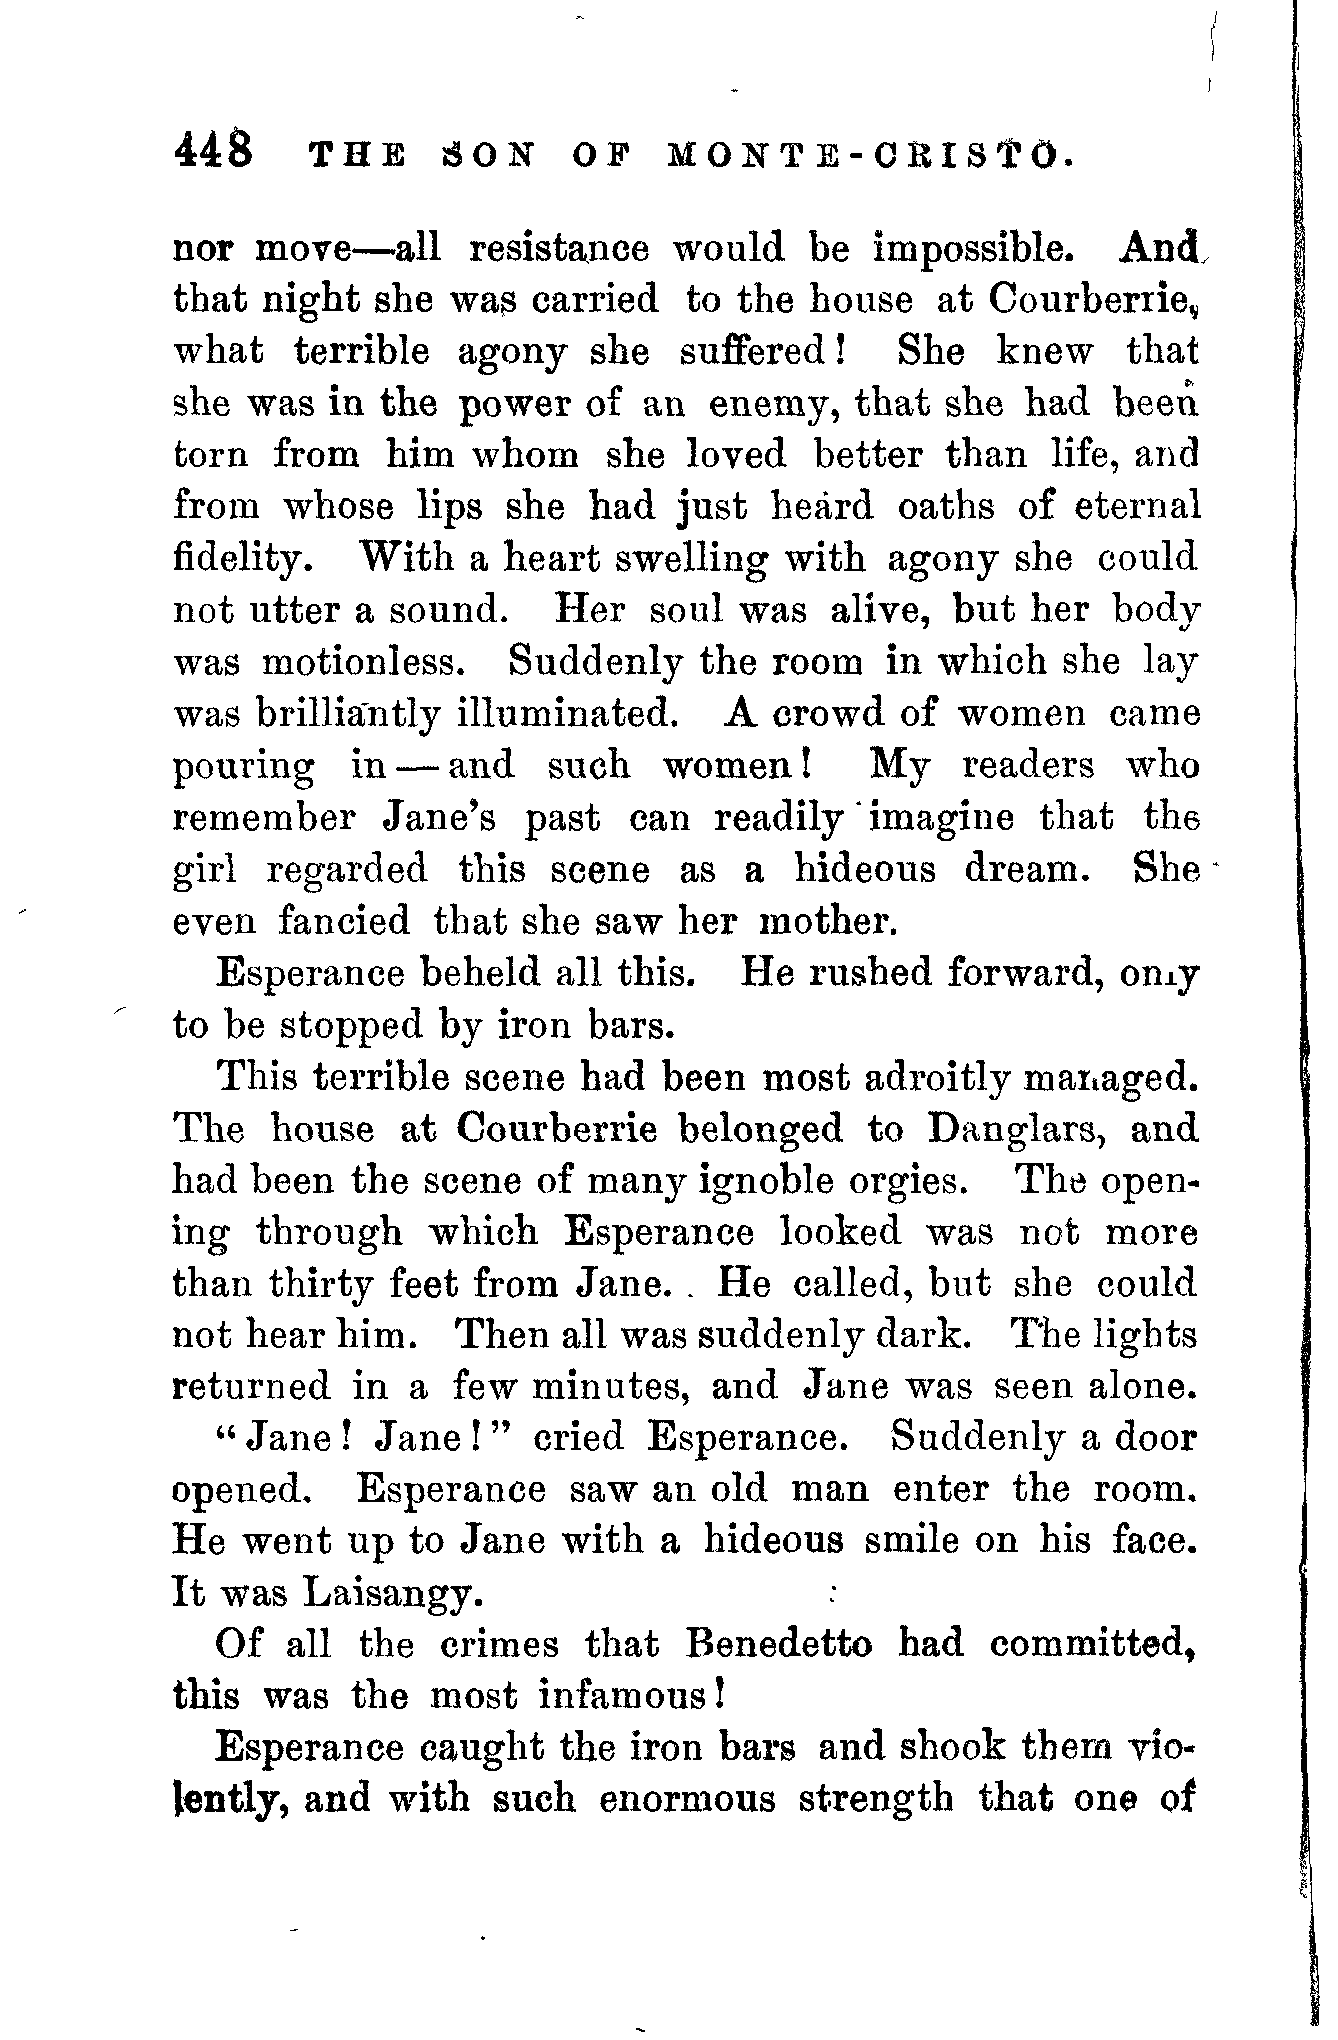 448 THE SON OF MONTE-CRISTO.
nor move—all resistance would be impossible. And
that night she was carried to the house at Courberrie,
what terrible agony she suffered! She knew that
she was in the power of an enemy, that she had been
torn from him whom she loved better than life, and
from whose lips she had just heard oaths of eternal
fidelity. With a heart swelling with agony she could
not utter a sound. Her soul was alive, but her body
was motionless. Suddenly the room in which she lay
was brilliantly illuminated. A crowd of women came
pouring in — and such women! My readers who
remember Jane's past can readily imagine that the
girl regarded this scene as a hideous dream. She
even fancied that she saw her mother.
Esperance beheld all this. He rushed forward, only
to be stopped by iron bars.
This terrible scene had been most adroitly managed.
The house at Courberrie belonged to Danglars, and
had been the scene of many ignoble orgies. The open-
ing through which Esperance looked was not more
than thirty feet from Jane. He called, but she could
not hear him. Then all was suddenly dark. The lights
returned in a few minutes, and Jane was seen alone.
"Jane! Jane!" cried Esperance. Suddenly a door
opened. Esperance saw an old man enter the room.
He went up to Jane with a hideous smile on his face.
It was Laisangy.
Of all the crimes that Benedetto had committed,
this was the most infamous!
Esperance caught the iron bars and shook them vio-
lently, and with such enormous strength that one of